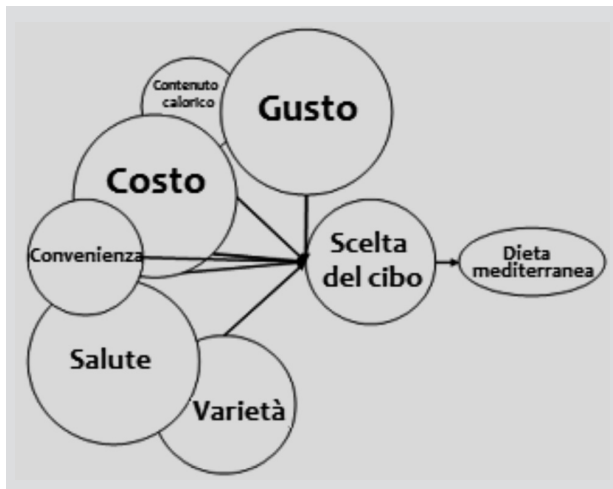 Contenuto
calorico
Gusto
Costo
Convenienza
Scelta
del cibo
Dieta
mediterranea
Salute
Varietà